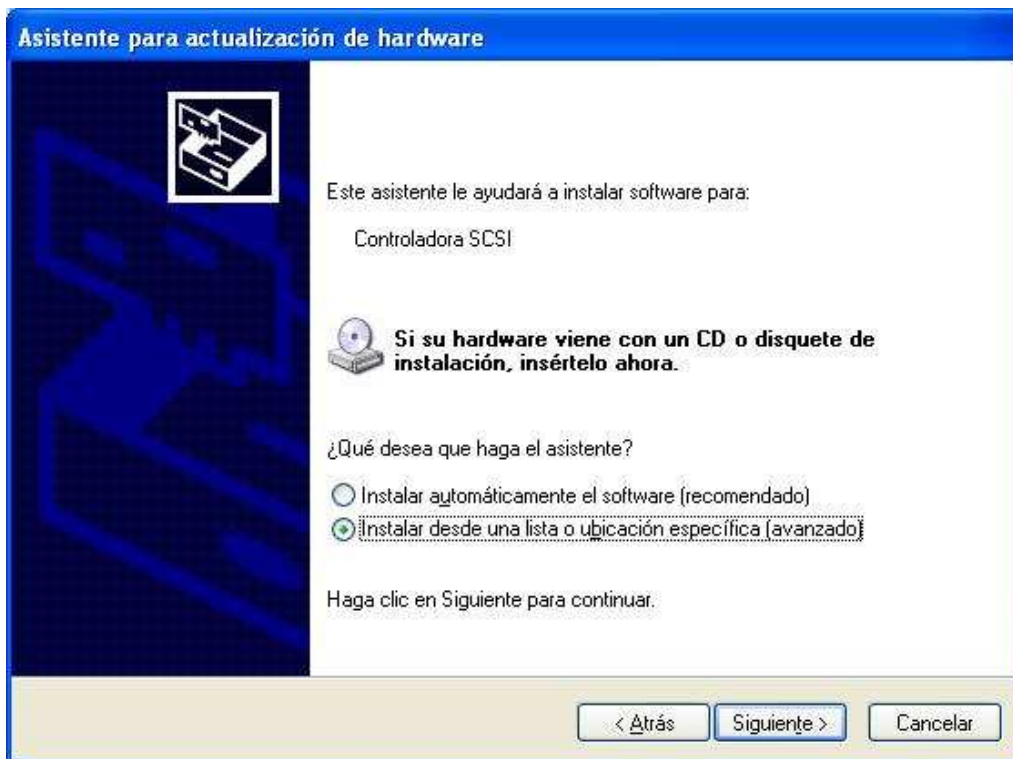 Asistente para actualización de hardware
Este asistente le ayudará a instalar software para:
Controladora SCSI
Si su hardware viene con un CD o disquete de
instalación, insértelo ahora.
¿Qué desea que haga el asistente?
Instalar automáticamente el software (recomendado)
Instalar desde una lista o ubicación específica (avanzado)
Haga clic en Siguiente para continuar.
< Atrás Siguiente > Cancelar